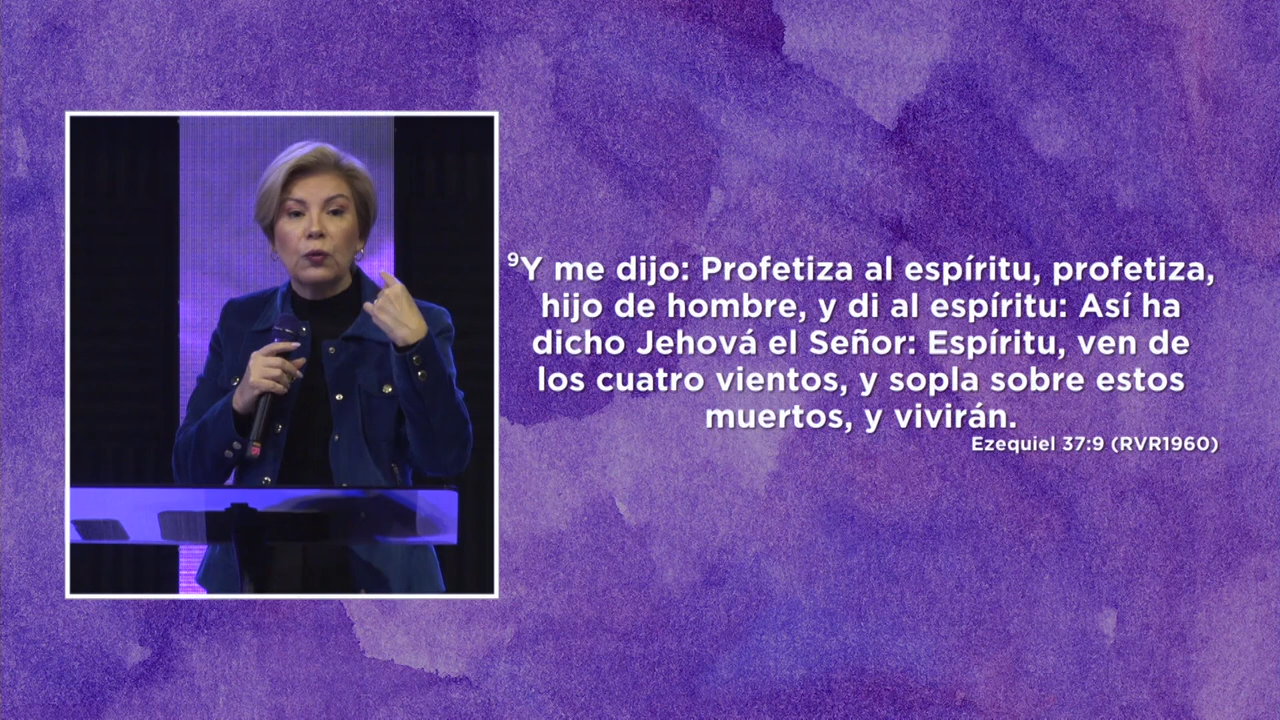 ⁹Y me dijo: Profetiza al espíritu, profetiza,
hijo de hombre, y di al espíritu: Así ha
dicho Jehová el Señor: Espíritu, ven de
los cuatro vientos, y sopla sobre estos
muertos, y vivirán.
Ezequiel 37:9 (RVR1960)